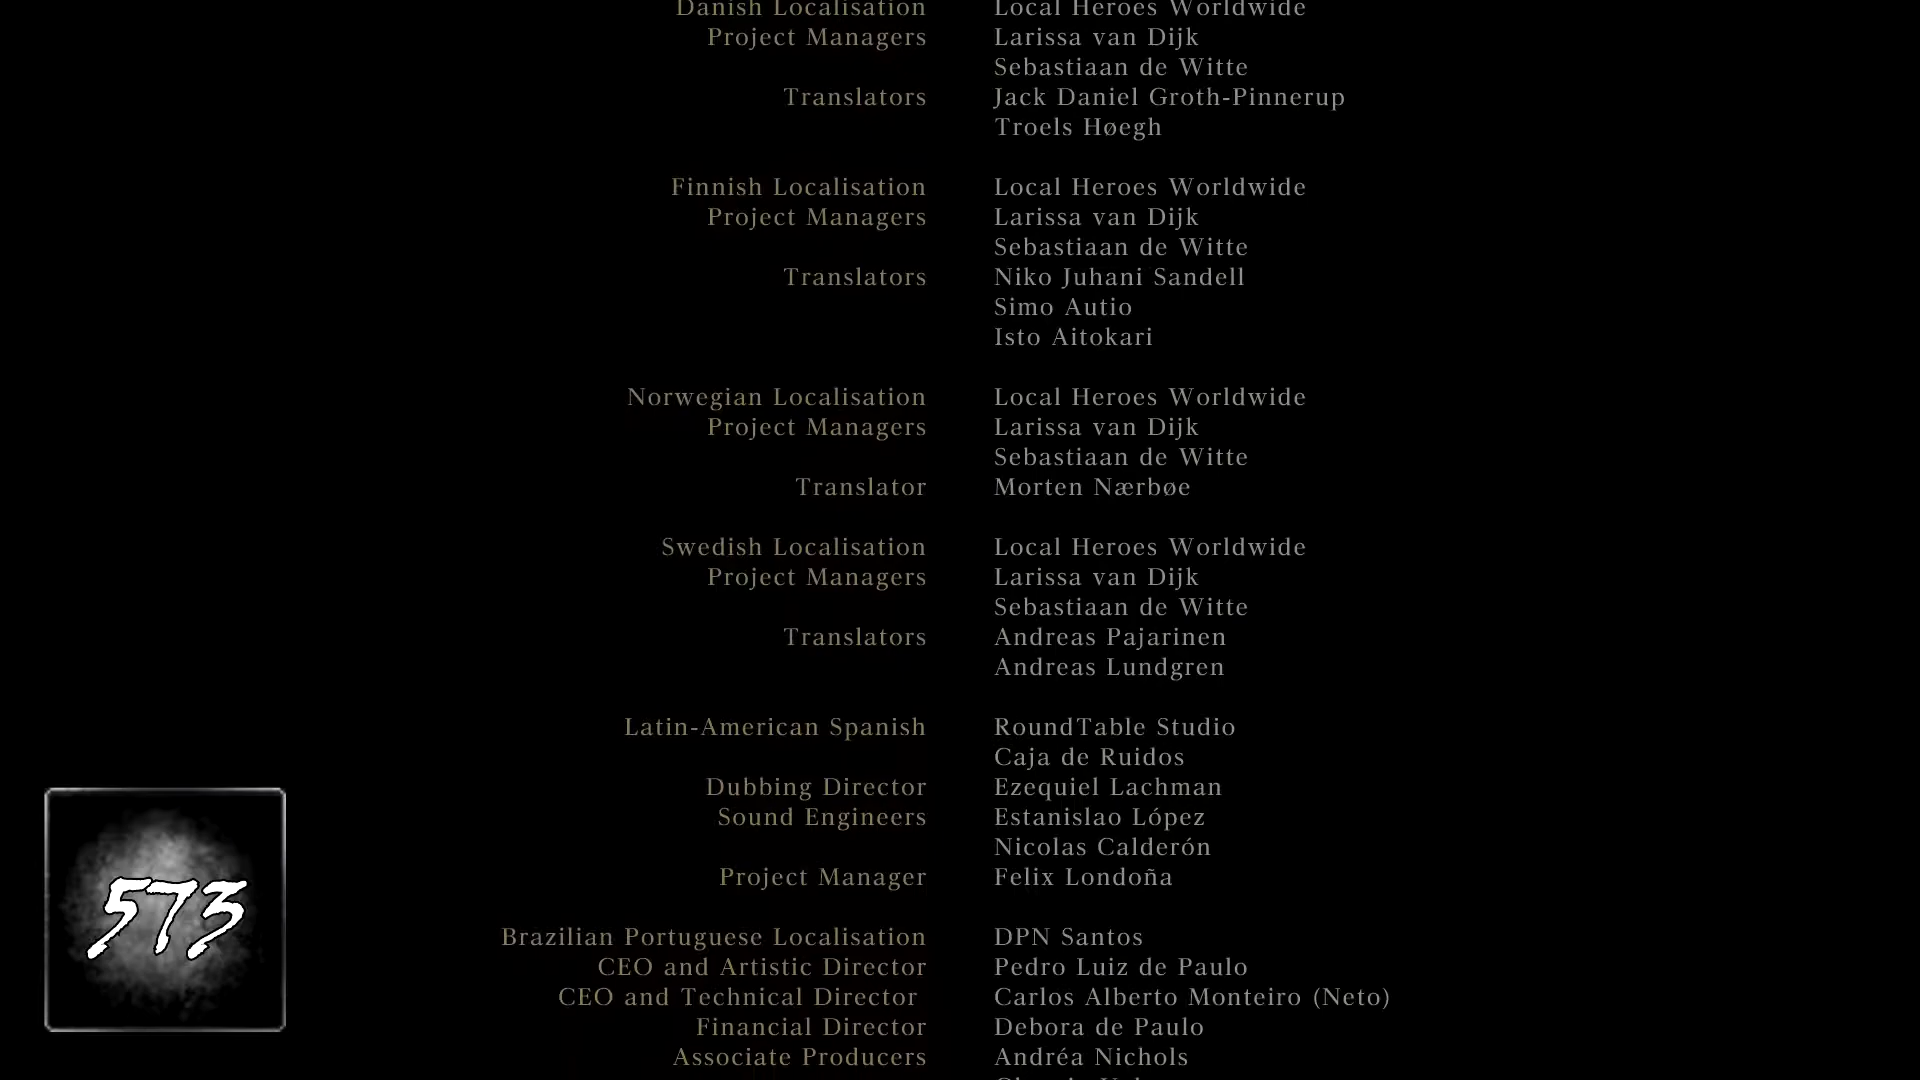 Danish Localisation Local Heroes Worldwide
Project Managers Larissa van Dijk
Sebastiaan de Witte
Translators Jack Daniel Groth-Pinnerup
Troels Høegh
Finnish Localisation Local Heroes Worldwide
Project Managers Larissa van Dijk
Sebastiaan de Witte
Translators Niko Juhani Sandell
Simo Autio
Isto Aitokari
Norwegian Localisation Local Heroes Worldwide
Project Managers Larissa van Dijk
Sebastiaan de Witte
Translator Morten Nærbøe
Swedish Localisation Local Heroes Worldwide
Project Managers Larissa van Dijk
Sebastiaan de Witte
Translators Andreas Pajarinen
Andreas Lundgren
Latin-American Spanish RoundTable Studio
Caja de Ruidos
Dubbing Director Ezequiel Lachman
Sound Engineers Estanislao López
Nicolas Calderón
Project Manager Felix Londoña
Brazilian Portuguese Localisation DPN Santos
CEO and Artistic Director Pedro Luiz de Paulo
CEO and Technical Director Carlos Alberto Monteiro (Neto)
Financial Director Debora de Paulo
Associate Producers Andréa Nichols
573